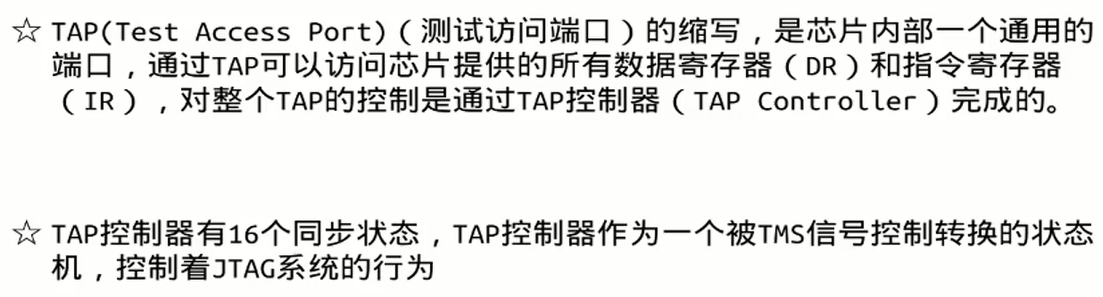 ☆ TAP(Test Access Port)（测试访问端口）的缩写，是芯片内部一个通用的
端口，通过TAP可以访问芯片提供的所有数据寄存器（DR）和指令寄存器
（IR），对整个TAP的控制是通过TAP控制器（TAP Controller）完成的。
☆ TAP控制器有16个同步状态，TAP控制器作为一个被TMS信号控制转换的状态
机，控制着JTAG系统的行为